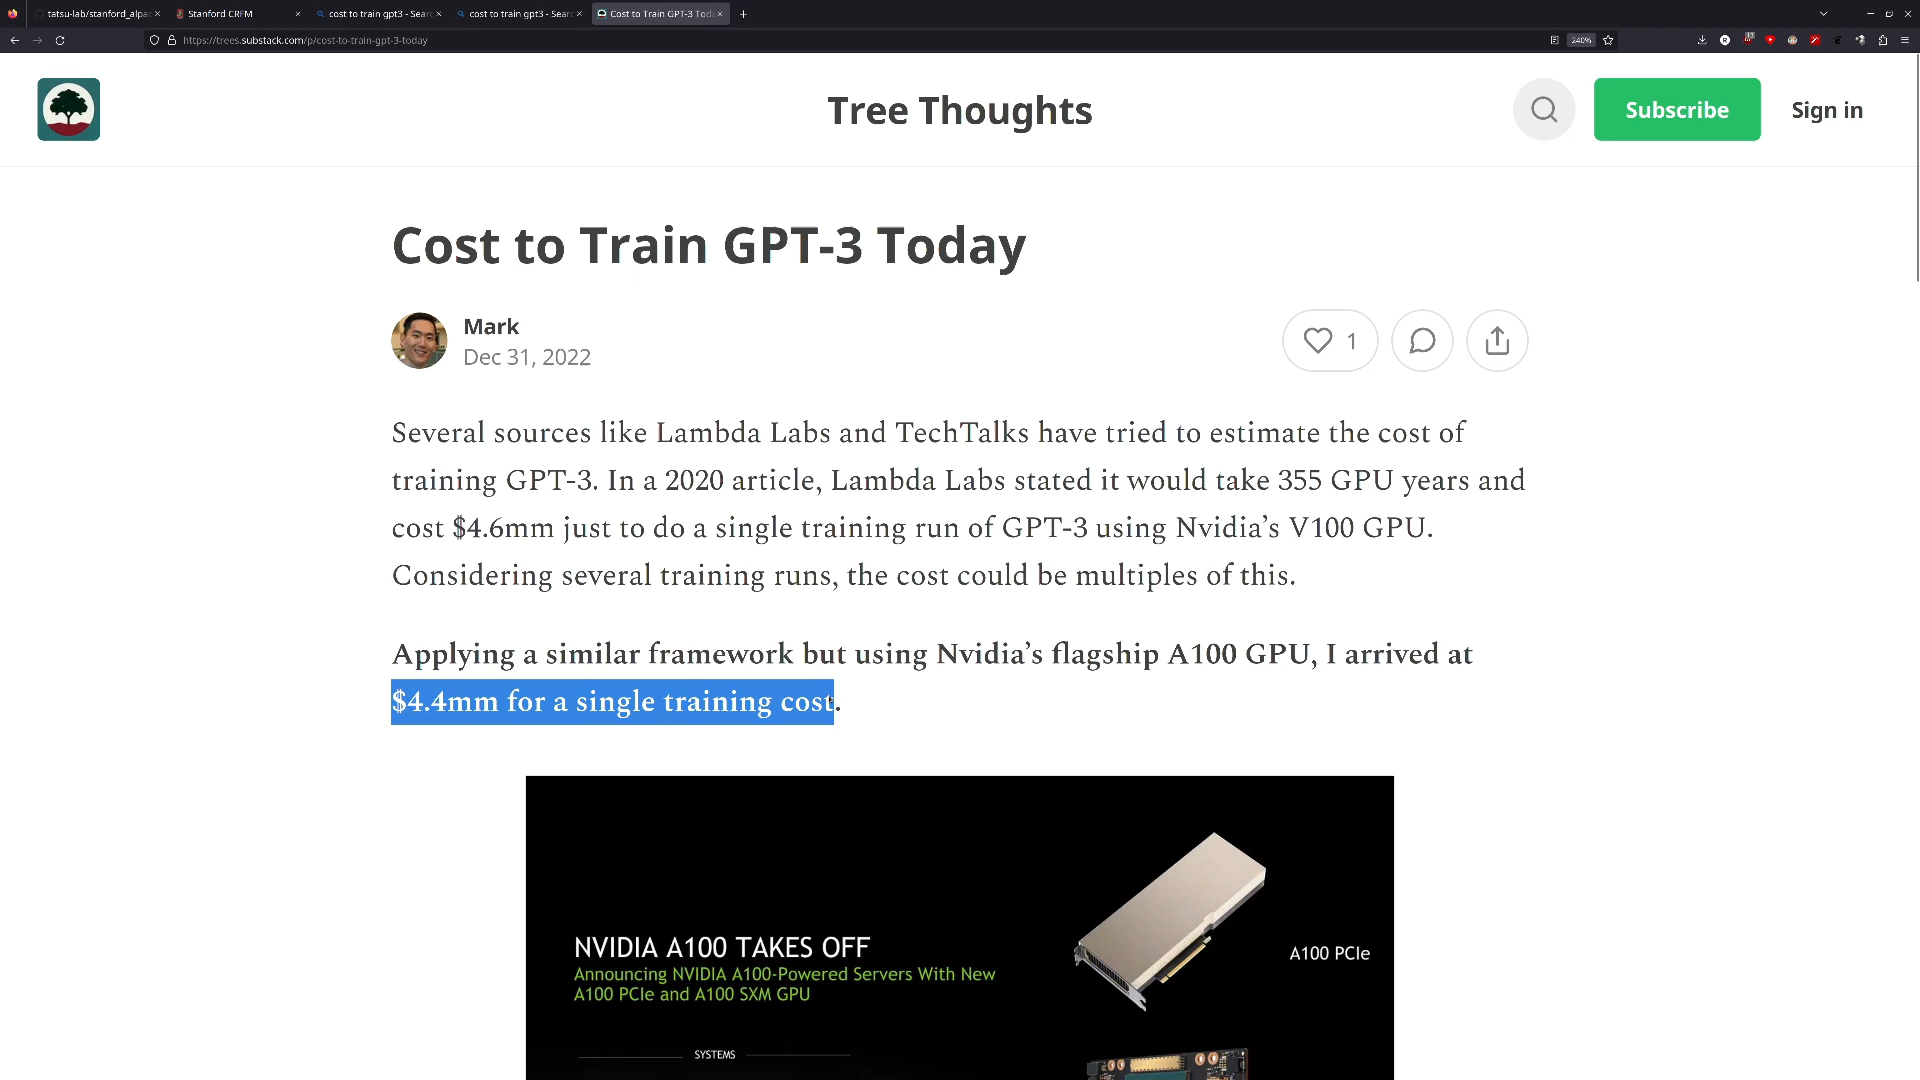 tatsu-lab/stanford_alpac
Stanford CRFM
cost to train gpt3 - Searc
cost to train gpt3 - Searc
Cost to Train GPT-3 Toda
https://trees.substack.com/p/cost-to-train-gpt-3-today
240%
Tree Thoughts
Subscribe
Sign in
Cost to Train GPT-3 Today
Mark
Dec 31, 2022
1
Several sources like Lambda Labs and TechTalks have tried to estimate the cost of
training GPT-3. In a 2020 article, Lambda Labs stated it would take 355 GPU years and
cost $4.6mm just to do a single training run of GPT-3 using Nvidia’s V100 GPU.
Considering several training runs, the cost could be multiples of this.
Applying a similar framework but using Nvidia’s flagship A100 GPU, I arrived at
$4.4mm for a single training cost.
NVIDIA A100 TAKES OFF
Announcing NVIDIA A100-Powered Servers With New
A100 PCIe and A100 SXM GPU
A100 PCIe
SYSTEMS